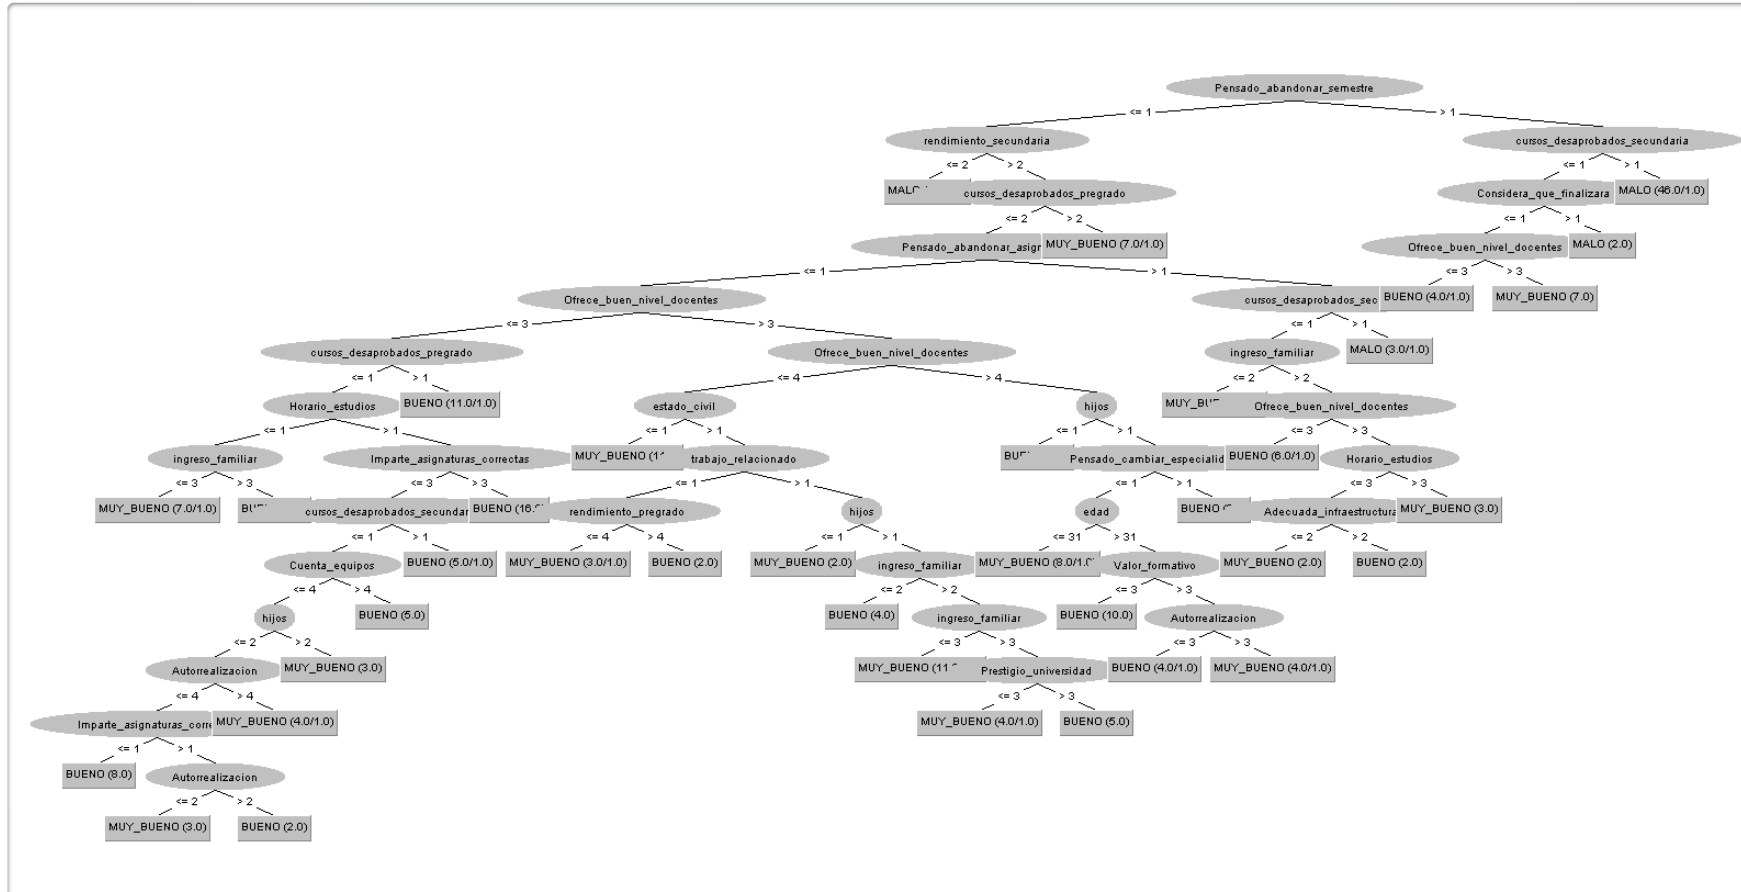 Pensado_abandonar_semestre
<= 1 > 1
rendimiento_secundaria cursos_desaprobados_secundaria
<= 2 > 2 <= 1 > 1
MALO cursos_desaprobados_pregrado Considera_que_finalizara MALO (46.0/1.0)
<= 2 > 2 <= 1 > 1
Pensado_abandonar_asign MUY_BUENO (7.0/1.0) Ofrece_buen_nivel_docentes MALO (2.0)
<= 1 > 1 <= 3 > 3
Ofrece_buen_nivel_docentes cursos_desaprobados_sec BUENO (4.0/1.0) MUY_BUENO (7.0)
<= 3 > 3 <= 1 > 1
cursos_desaprobados_pregrado Ofrece_buen_nivel_docentes ingreso_familiar MALO (3.0/1.0)
<= 1 > 1 <= 4 > 4 <= 2 > 2
Horario_estudios BUENO (11.0/1.0) estado_civil hijos Ofrece_buen_nivel_docentes
<= 1 > 1 <= 1 > 1 <= 1 > 1 <= 3 > 3
ingreso_familiar Imparte_asignaturas_correctas MUY_BUENO trabajo_relacionado Pensado_cambiar_especialid BUENO (6.0/1.0) Horario_estudios
<= 3 > 3 <= 3 > 3 <= 1 > 1 <= 1 > 1 <= 3 > 3
MUY_BUENO (7.0/1.0) cursos_desaprobados_secundar BUENO rendimiento_pregrado hijos edad BUENO Adecuada_infraestructura MUY_BUENO (3.0)
<= 1 > 1 <= 4 > 4 <= 1 > 1 <= 31 > 31 <= 2 > 2
Cuenta_equipos BUENO (5.0/1.0) MUY_BUENO (3.0/1.0) BUENO (2.0) MUY_BUENO (2.0) ingreso_familiar MUY_BUENO Valor_formativo MUY_BUENO (2.0) BUENO (2.0)
<= 4 > 4 <= 2 > 2 <= 3 > 3
hijos BUENO (5.0) BUENO (4.0) ingreso_familiar BUENO (10.0) Autorrealizacion
<= 2 > 2 <= 3 > 3 <= 3 > 3
Autorrealizacion MUY_BUENO (3.0) MUY_BUENO Prestigio_universidad BUENO (4.0/1.0) MUY_BUENO (4.0/1.0)
<= 4 > 4 <= 3 > 3
Imparte_asignaturas_corre MUY_BUENO (4.0/1.0) MUY_BUENO (4.0/1.0) BUENO (5.0)
<= 1 > 1
BUENO (8.0) Autorrealizacion
<= 2 > 2
MUY_BUENO (3.0) BUENO (2.0)